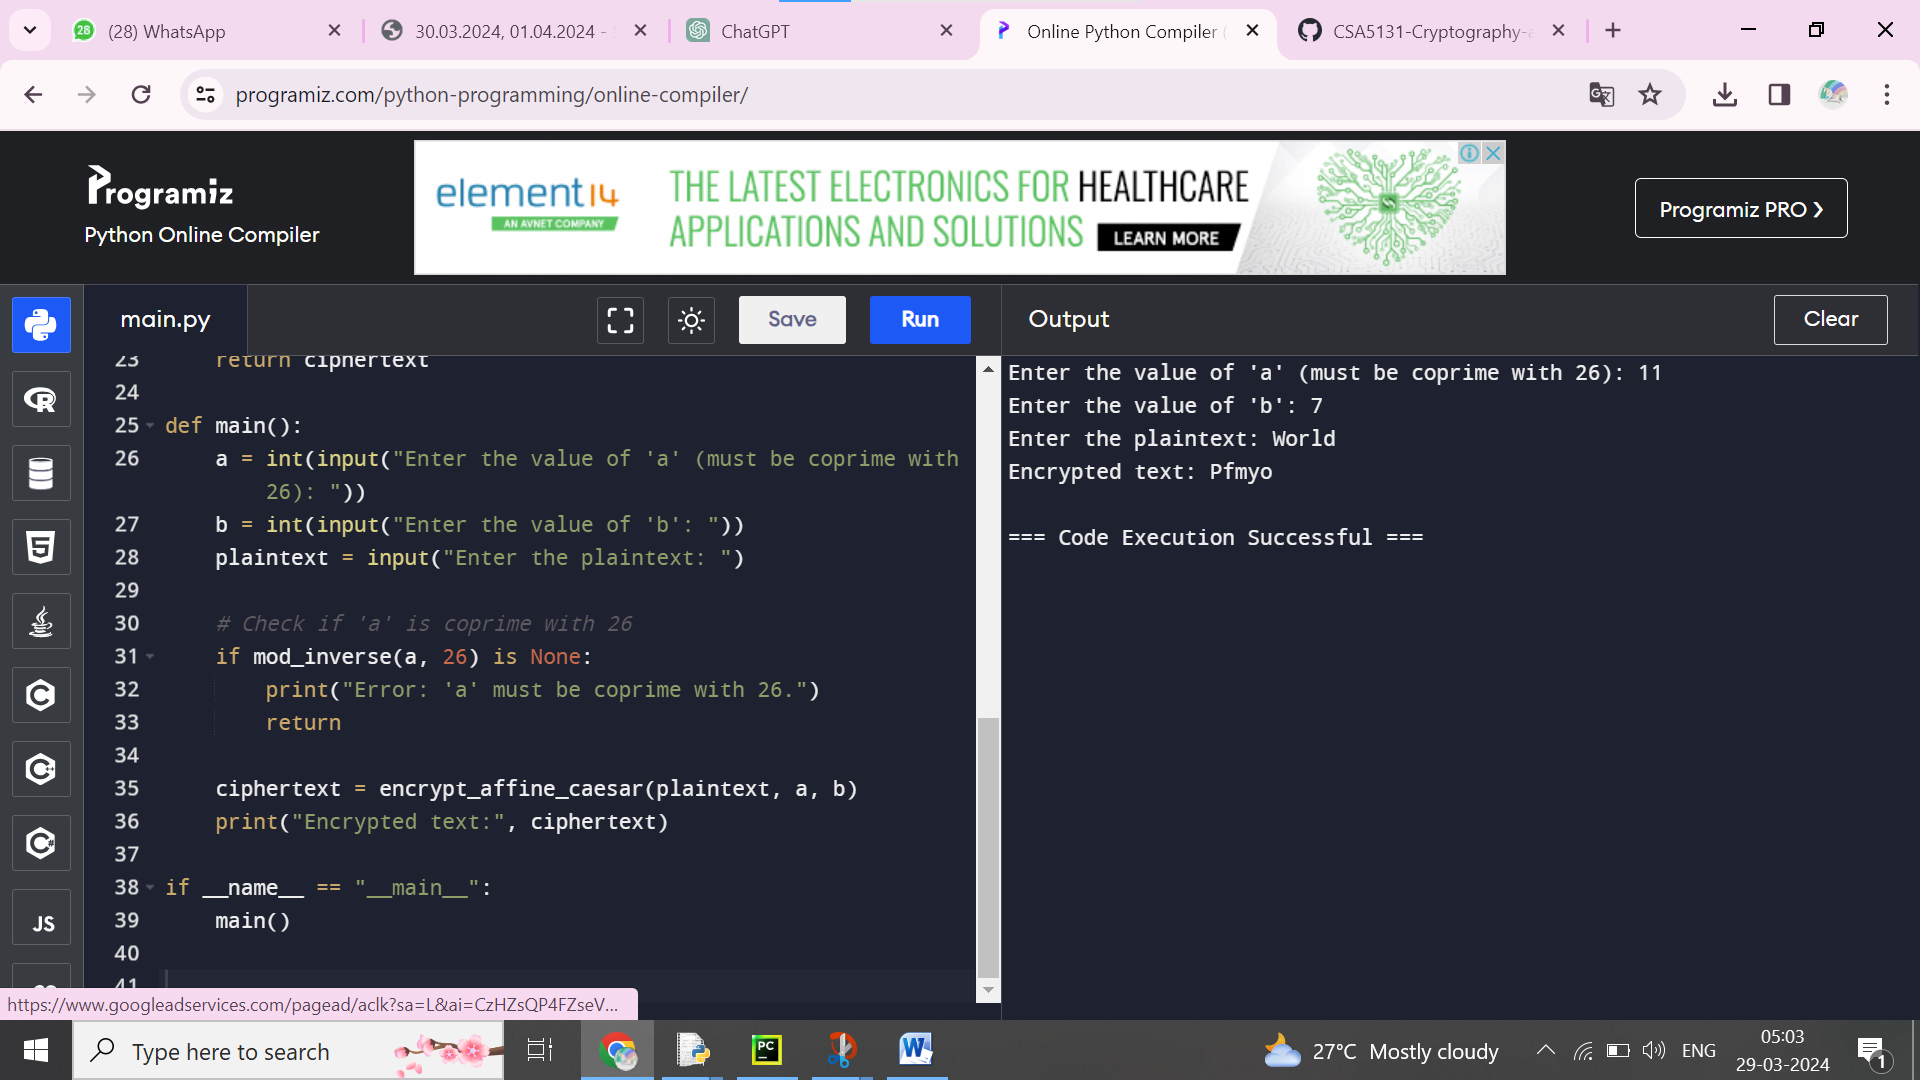 28
(28) WhatsApp
30.03.2024, 01.04.2024 -
ChatGPT
Online Python Compiler (
CSA5131-Cryptography-a
programiz.com/python-programming/online-compiler/
Programiz
Python Online Compiler
element14
AN AVNET COMPANY
THE LATEST ELECTRONICS FOR HEALTHCARE
APPLICATIONS AND SOLUTIONS
LEARN MORE
Programiz PRO ❯
main.py
Save
Run
Output
Clear
23 return ciphertext
24
25 def main():
26 a = int(input("Enter the value of 'a' (must be coprime with
26): "))
27 b = int(input("Enter the value of 'b': "))
28 plaintext = input("Enter the plaintext: ")
29
30 # Check if 'a' is coprime with 26
31 if mod_inverse(a, 26) is None:
32 print("Error: 'a' must be coprime with 26.")
33 return
34
35 ciphertext = encrypt_affine_caesar(plaintext, a, b)
36 print("Encrypted text:", ciphertext)
37
38 if __name__ == "__main__":
39 main()
40
41
Enter the value of 'a' (must be coprime with 26): 11
Enter the value of 'b': 7
Enter the plaintext: World
Encrypted text: Pfmyo
=== Code Execution Successful ===
JS
https://www.googleadservices.com/pagead/aclk?sa=L&ai=CzHZsQP4FZseV...
Type here to search
PC
W
27°C Mostly cloudy
ENG
05:03
29-03-2024
1